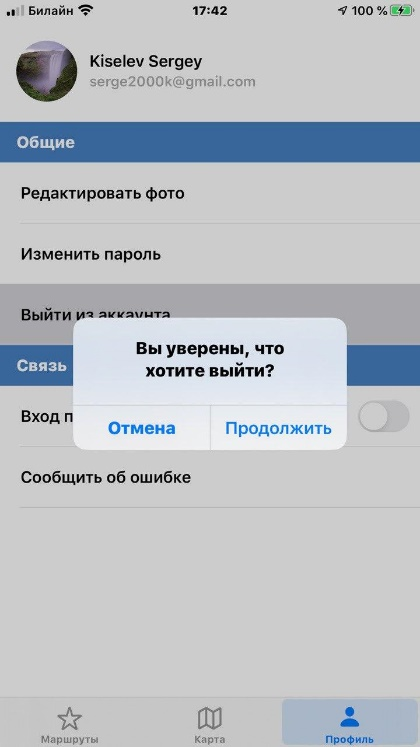 Билайн 17:42 100 %
Kiselev Sergey
serge2000k@gmail.com
Общие
Редактировать фото
Изменить пароль
Выйти из аккаунта
Вы уверены, что
хотите выйти?
Связь
Отмена Продолжить
Вход п
Сообщить об ошибке
Маршруты Карта Профиль